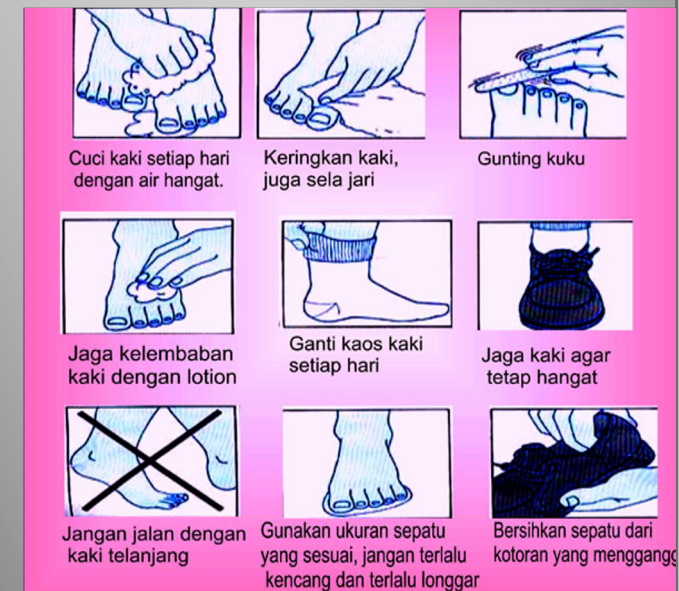 Cuci kaki setiap hari
dengan air hangat.
Keringkan kaki,
juga sela jari
Gunting kuku
Jaga kelembaban
kaki dengan lotion
Ganti kaos kaki
setiap hari
Jaga kaki agar
tetap hangat
Jangan jalan dengan
kaki telanjang
Gunakan ukuran sepatu
yang sesuai, jangan terlalu
kencang dan terlalu longgar
Bersihkan sepatu dari
kotoran yang